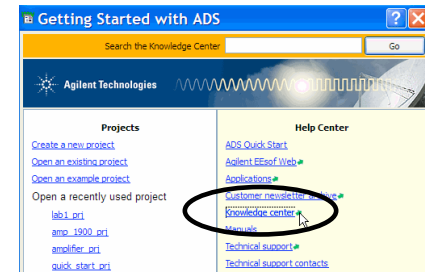 Getting Started with ADS
Search the Knowledge Center
Go
Agilent Technologies
Projects
Create a new project
Open an existing project
Open an example project
Open a recently used project
lab1_prj
amp_1900_prj
amplifier_prj
quick_start_prj
Help Center
ADS Quick Start
Agilent EEsof Web
Applications
Customer newsletter archive
Knowledge center
Manuals
Technical support
Technical support contacts